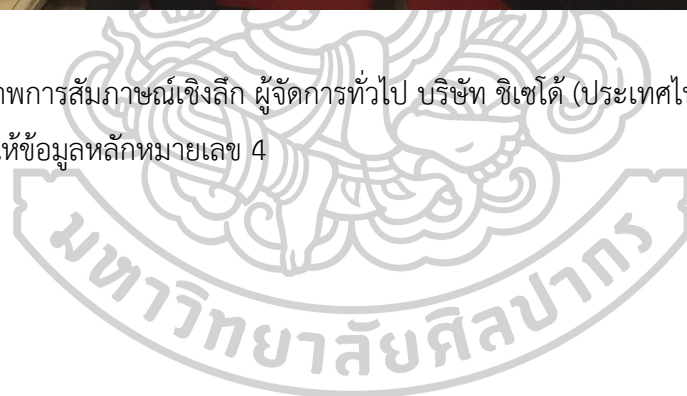 พการสัมภาษณ์เชิงลึก ผู้จัดการทั่วไป บริษัท ชิเซโด้ (ประเทศไ
ห้ข้อมูลหลักหมายเลข 4
มหาวิทยาลัยศิลปากร